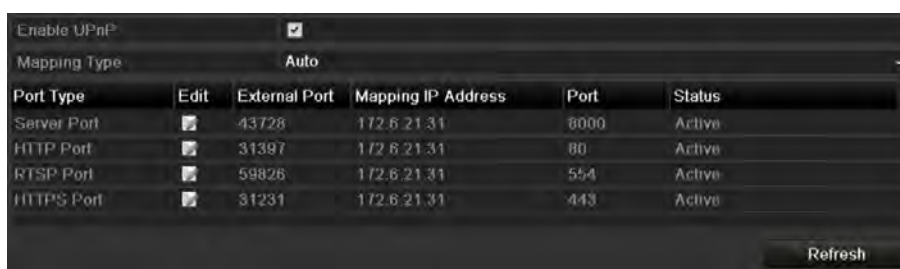 Enable UPnP
Mapping Type Auto
Port Type Edit External Port Mapping IP Address Port Status
Server Port 43728 172.6.21.31 8000 Active
HTTP Port 31397 172.6.21.31 80 Active
RTSP Port 59826 172.6.21.31 554 Active
HTTPS Port 31231 172.6.21.31 443 Active
Refresh